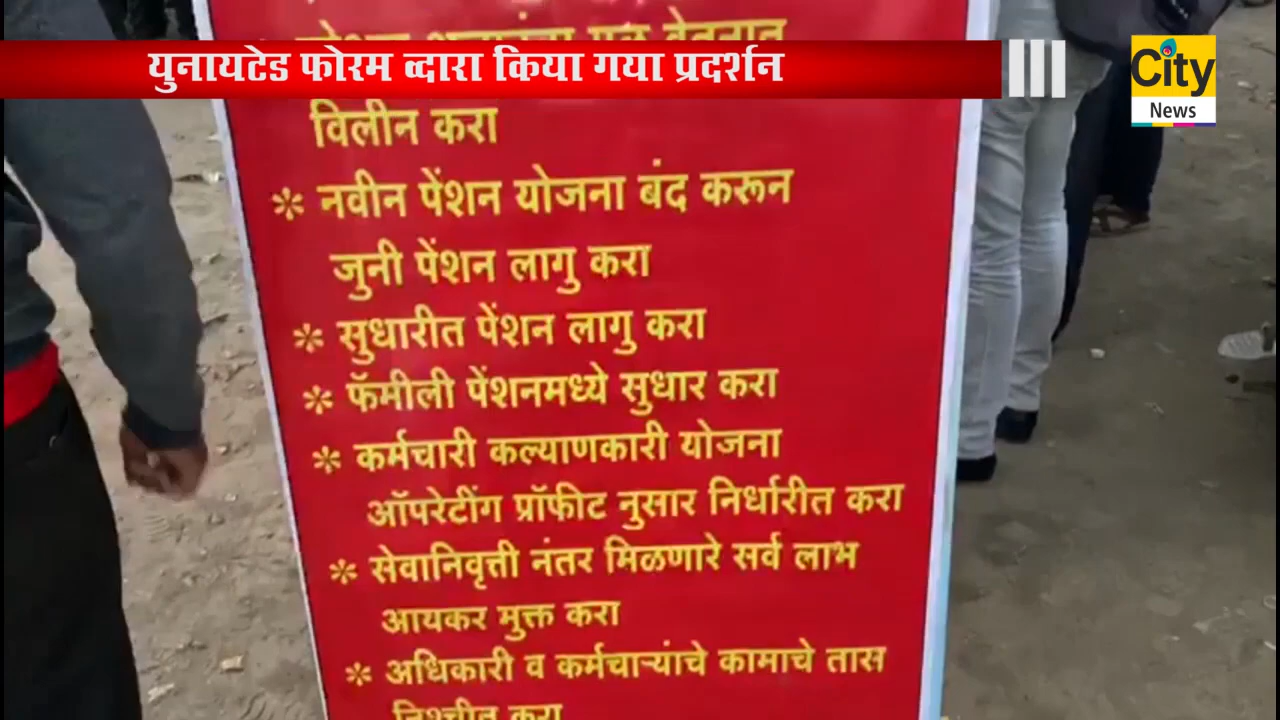 युनायटेड फोरम व्दारा किया गया प्रदर्शन
City
News
विलीन करा
* नवीन पेंशन योजना बंद करून
जुनी पेंशन लागु करा
* सुधारीत पेंशन लागु करा
* फॅमीली पेंशनमध्ये सुधार करा
* कर्मचारी कल्याणकारी योजना
ऑपरेटींग प्रॉफीट नुसार निर्धारीत करा
* सेवानिवृत्ती नंतर मिळणारे सर्व लाभ
आयकर मुक्त करा
* अधिकारी व कर्मचाऱ्यांचे कामाचे तास
निश्चीत करा